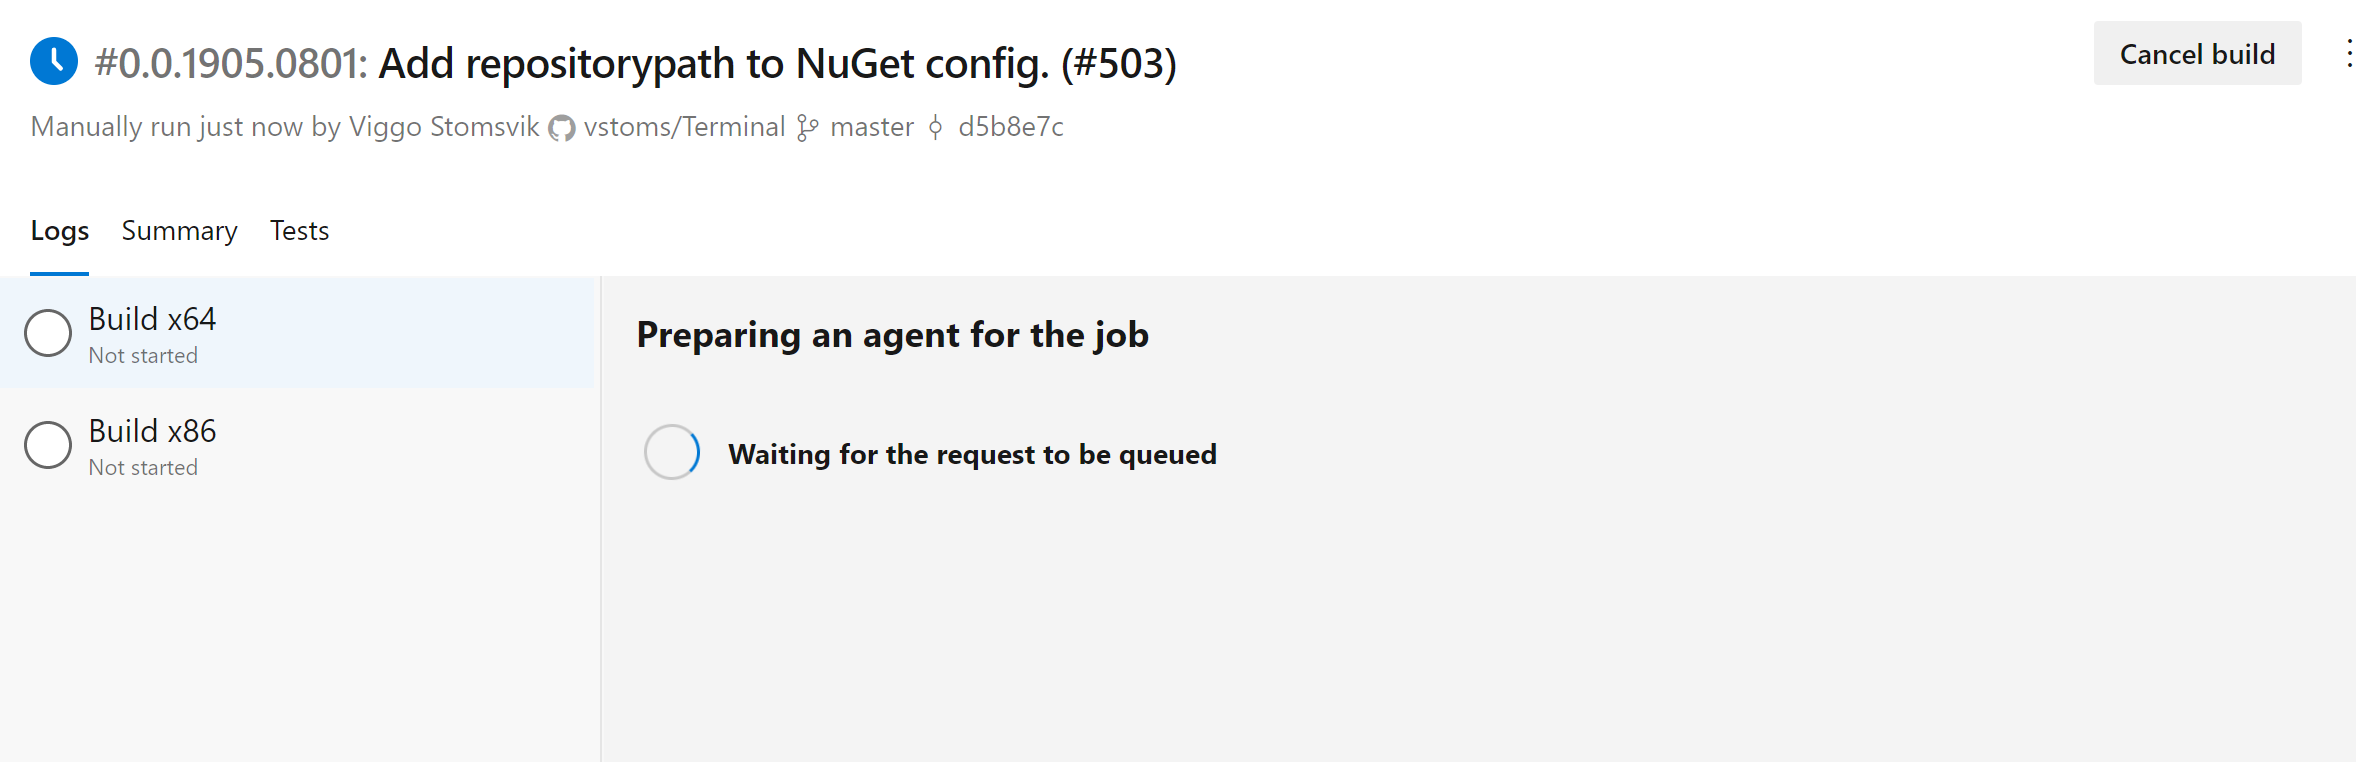 #0.0.1905.0801: Add repositorypath to NuGet config. (#503)
Cancel build
Manually run just now by Viggo Stomsvik vstoms/Terminal master d5b8e7c
Logs Summary Tests
Build x64
Not started
Build x86
Not started
Preparing an agent for the job
Waiting for the request to be queued